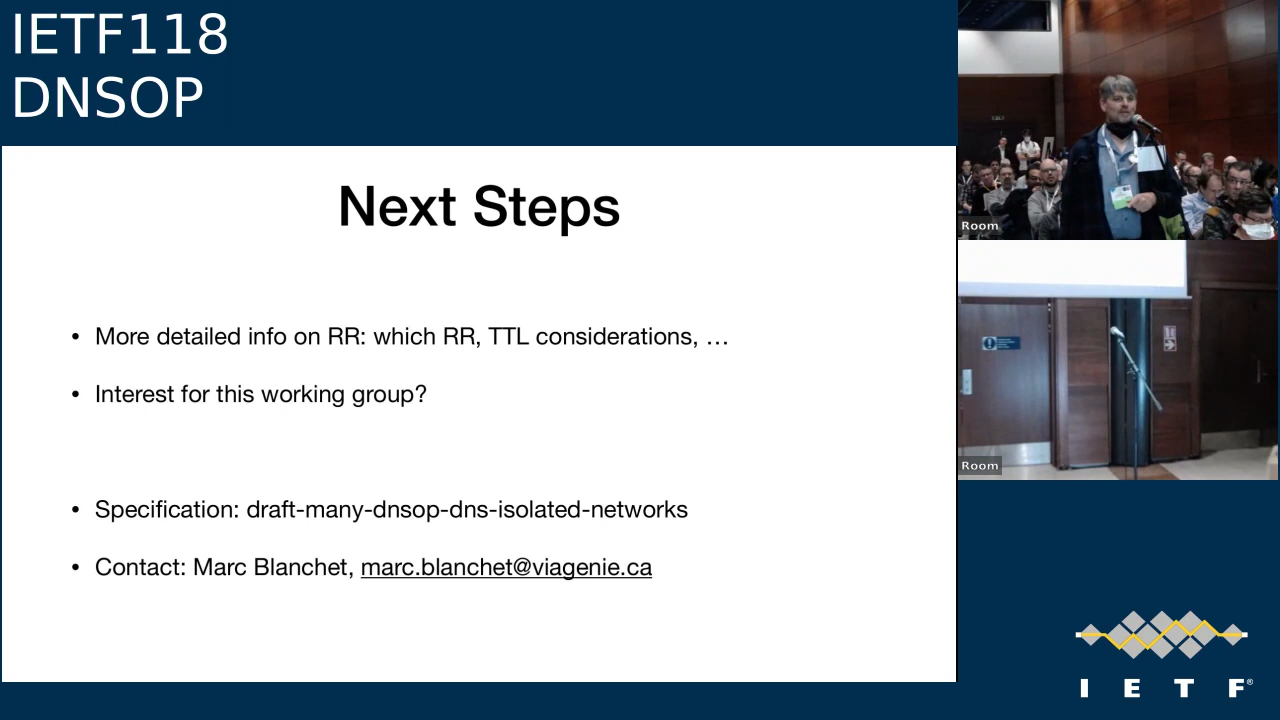 IETF118
DNSOP
Next Steps
• More detailed info on RR: which RR, TTL considerations, …
• Interest for this working group?
• Specification: draft-many-dnsop-dns-isolated-networks
• Contact: Marc Blanchet, marc.blanchet@viagenie.ca
Room
Room
I E T F®